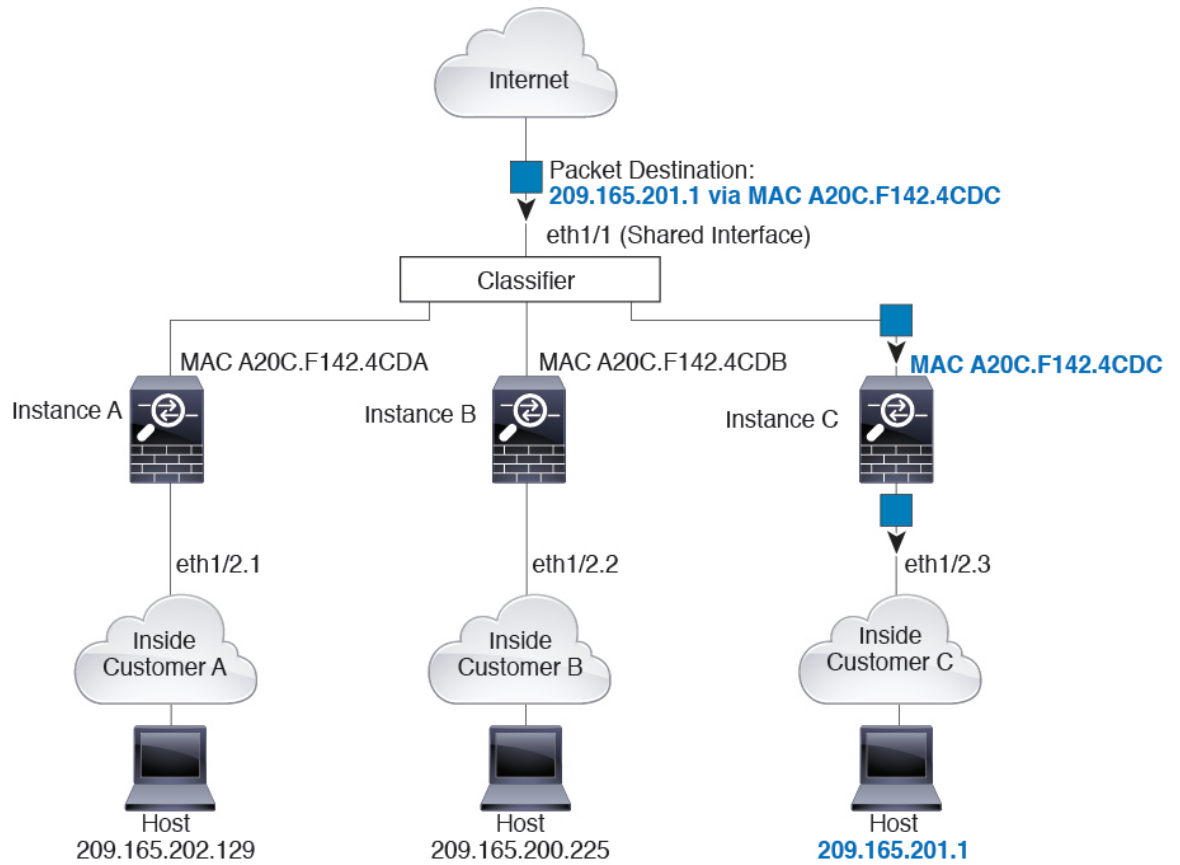 Internet
Packet Destination:
209.165.201.1 via MAC A20C.F142.4CDC
eth1/1 (Shared Interface)
Classifier
MAC A20C.F142.4CDA
MAC A20C.F142.4CDB
MAC A20C.F142.4CDC
Instance A
Instance B
Instance C
eth1/2.1
eth1/2.2
eth1/2.3
Inside
Customer A
Inside
Customer B
Inside
Customer C
Host
209.165.202.129
Host
209.165.200.225
Host
209.165.201.1